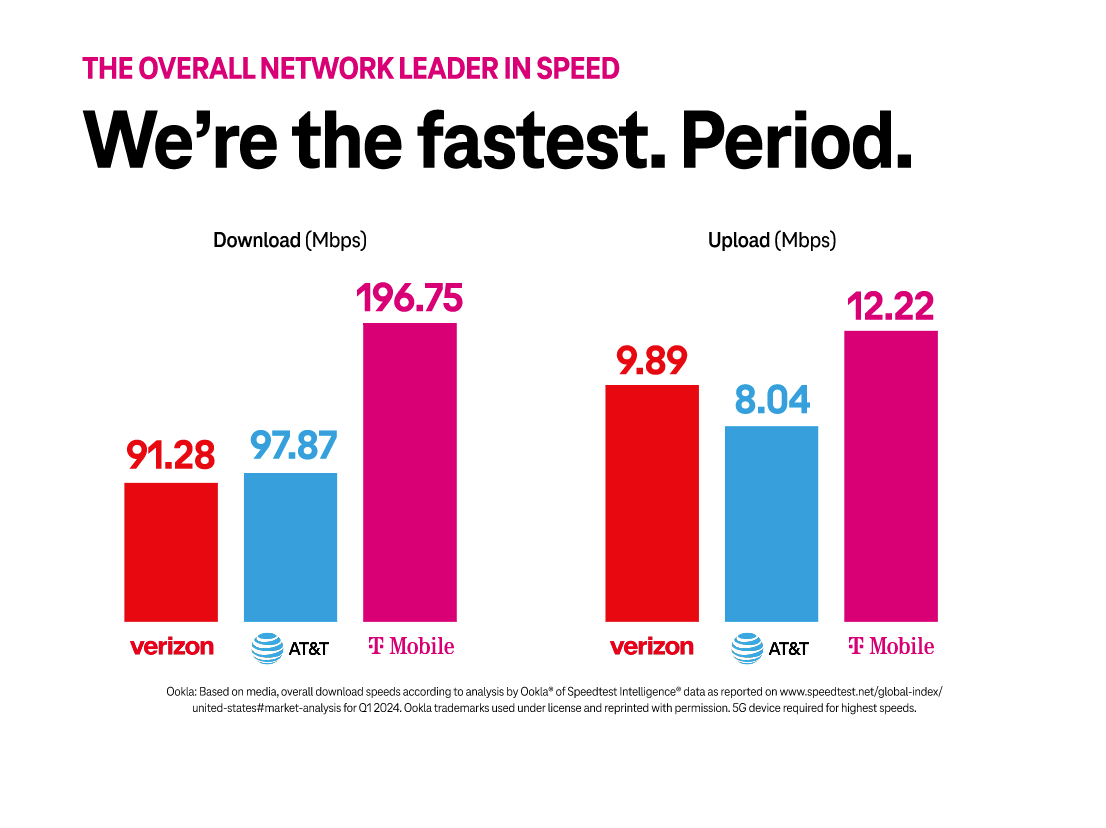 THE OVERALL NETWORK LEADER IN SPEED
We’re the fastest. Period.
Download (Mbps)
91.28
97.87
196.75
verizon
AT&T
T Mobile
Upload (Mbps)
9.89
8.04
12.22
verizon
AT&T
T Mobile
Ookla: Based on media, overall download speeds according to analysis by Ookla® of Speedtest Intelligence® data as reported on www.speedtest.net/global-index/
united-states#market-analysis for Q1 2024. Ookla trademarks used under license and reprinted with permission. 5G device required for highest speeds.